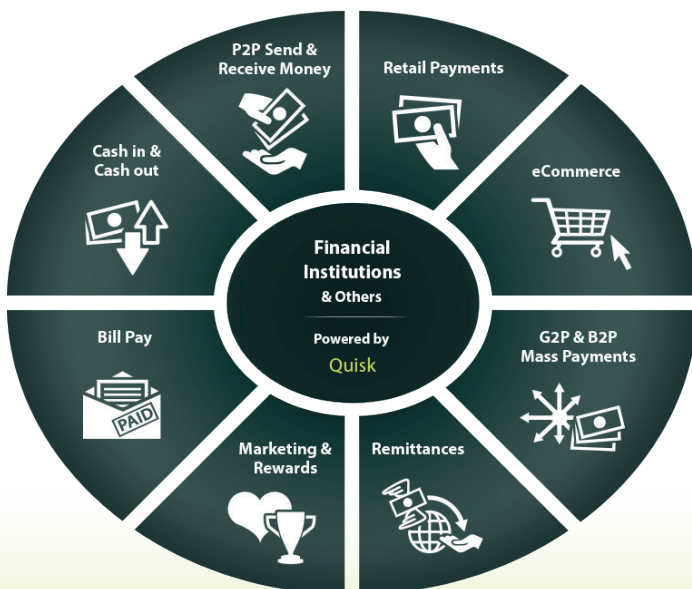 P2P Send &
Receive Money
Retail Payments
Cash in &
Cash out
eCommerce
Financial
Institutions
& Others
Powered by
Quisk
Bill Pay
G2P & B2P
Mass Payments
PAID
Marketing &
Rewards
Remittances